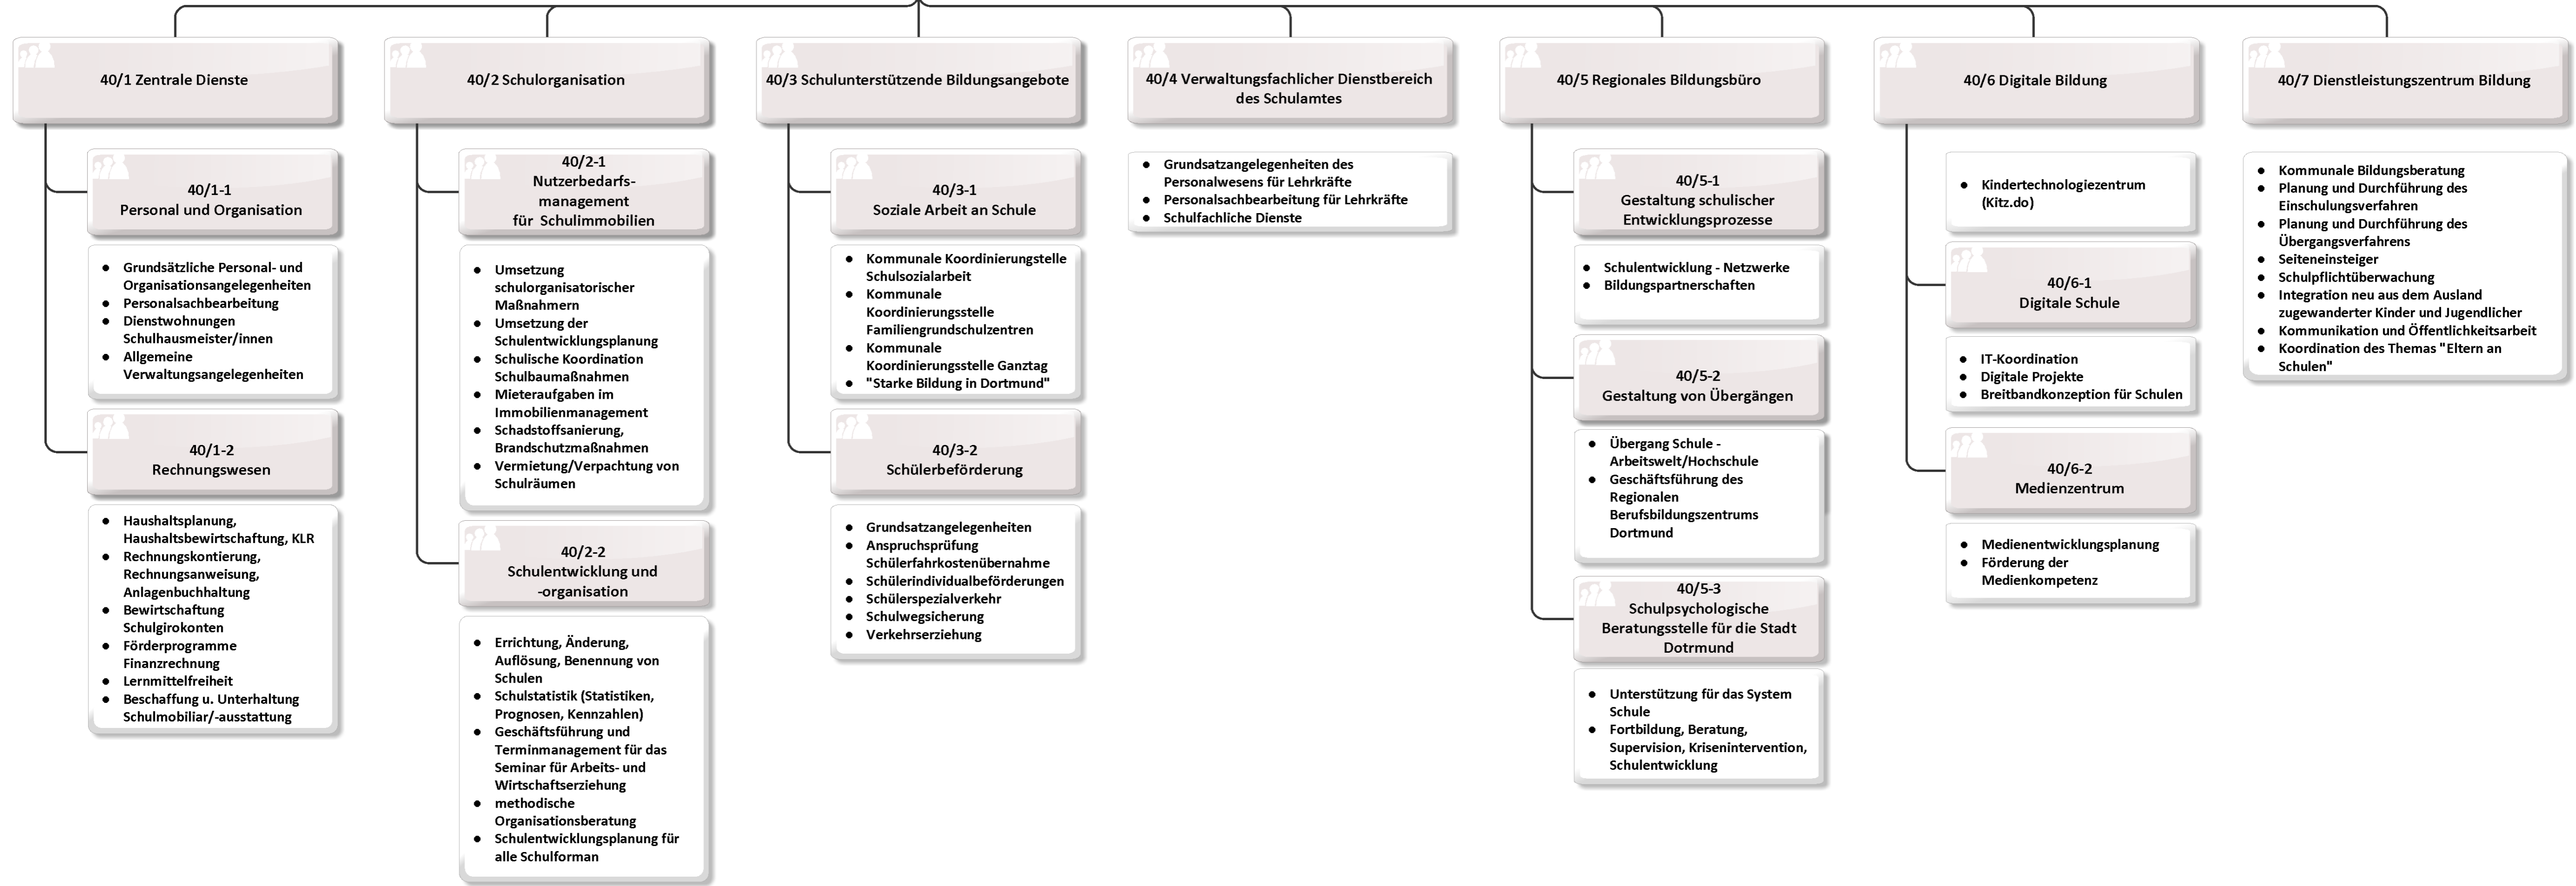 40/1 Zentrale Dienste
40/1-1
Personal und Organisation
● Grundsätzliche Personal- und
Organisationsangelegenheiten
● Personalsachbearbeitung
● Dienstwohnungen
Schulhausmeister/innen
● Allgemeine
Verwaltungsangelegenheiten
40/1-2
Rechnungswesen
● Haushaltsplanung,
Haushaltsbewirtschaftung, KLR
● Rechnungskontierung,
Rechnungsanweisung,
Anlagenbuchhaltung
● Bewirtschaftung
Schulgirokonten
● Förderprogramme
Finanzrechnung
● Lernmittelfreiheit
● Beschaffung u. Unterhaltung
Schulmobiliar/-ausstattung
40/2 Schulorganisation
40/2-1
Nutzerbedarfs-
management
für Schulimmobilien
● Umsetzung
schulorganisatorischer
Maßnahmern
● Umsetzung der
Schulentwicklungsplanung
● Schulische Koordination
Schulbaumaßnahmen
● Mieteraufgaben im
Immobilienmanagement
● Schadstoffsanierung,
Brandschutzmaßnahmen
● Vermietung/Verpachtung von
Schulräumen
40/2-2
Schulentwicklung und
-organisation
● Errichtung, Änderung,
Auflösung, Benennung von
Schulen
● Schulstatistik (Statistiken,
Prognosen, Kennzahlen)
● Geschäftsführung und
Terminmanagement für das
Seminar für Arbeits- und
Wirtschaftserziehung
● methodische
Organisationsberatung
● Schulentwicklungsplanung für
alle Schulforman
40/3 Schulunterstützende Bildungsangebote
40/3-1
Soziale Arbeit an Schule
● Kommunale Koordinierungstelle
Schulsozialarbeit
● Kommunale
Koordinierungsstelle
Familiengrundschulzentren
● Kommunale
Koordinierungsstelle Ganztag
● "Starke Bildung in Dortmund"
40/3-2
Schülerbeförderung
● Grundsatzangelegenheiten
● Anspruchsprüfung
Schülerfahrkostenübernahme
● Schülerindividualbeförderungen
● Schülerspezialverkehr
● Schulwegsicherung
● Verkehrserziehung
40/4 Verwaltungsfachlicher Dienstbereich
des Schulamtes
● Grundsatzangelegenheiten des
Personalwesens für Lehrkräfte
● Personalsachbearbeitung für Lehrkräfte
● Schulfachliche Dienste
40/5 Regionales Bildungsbüro
40/5-1
Gestaltung schulischer
Entwicklungsprozesse
● Schulentwicklung - Netzwerke
● Bildungspartnerschaften
40/5-2
Gestaltung von Übergängen
● Übergang Schule -
Arbeitswelt/Hochschule
● Geschäftsführung des
Regionalen
Berufsbildungszentrums
Dortmund
40/5-3
Schulpsychologische
Beratungsstelle für die Stadt
Dotrmund
● Unterstützung für das System
Schule
● Fortbildung, Beratung,
Supervision, Krisenintervention,
Schulentwicklung
40/6 Digitale Bildung
● Kindertechnologiezentrum
(Kitz.do)
40/6-1
Digitale Schule
● IT-Koordination
● Digitale Projekte
● Breitbandkonzeption für Schulen
40/6-2
Medienzentrum
● Medienentwicklungsplanung
● Förderung der
Medienkompetenz
40/7 Dienstleistungszentrum Bildung
● Kommunale Bildungsberatung
● Planung und Durchführung des
Einschulungsverfahren
● Planung und Durchführung des
Übergangsverfahrens
● Seiteneinsteiger
● Schulpflichtüberwachung
● Integration neu aus dem Ausland
zugewanderter Kinder und Jugendlicher
● Kommunikation und Öffentlichkeitsarbeit
● Koordination des Themas "Eltern an
Schulen"